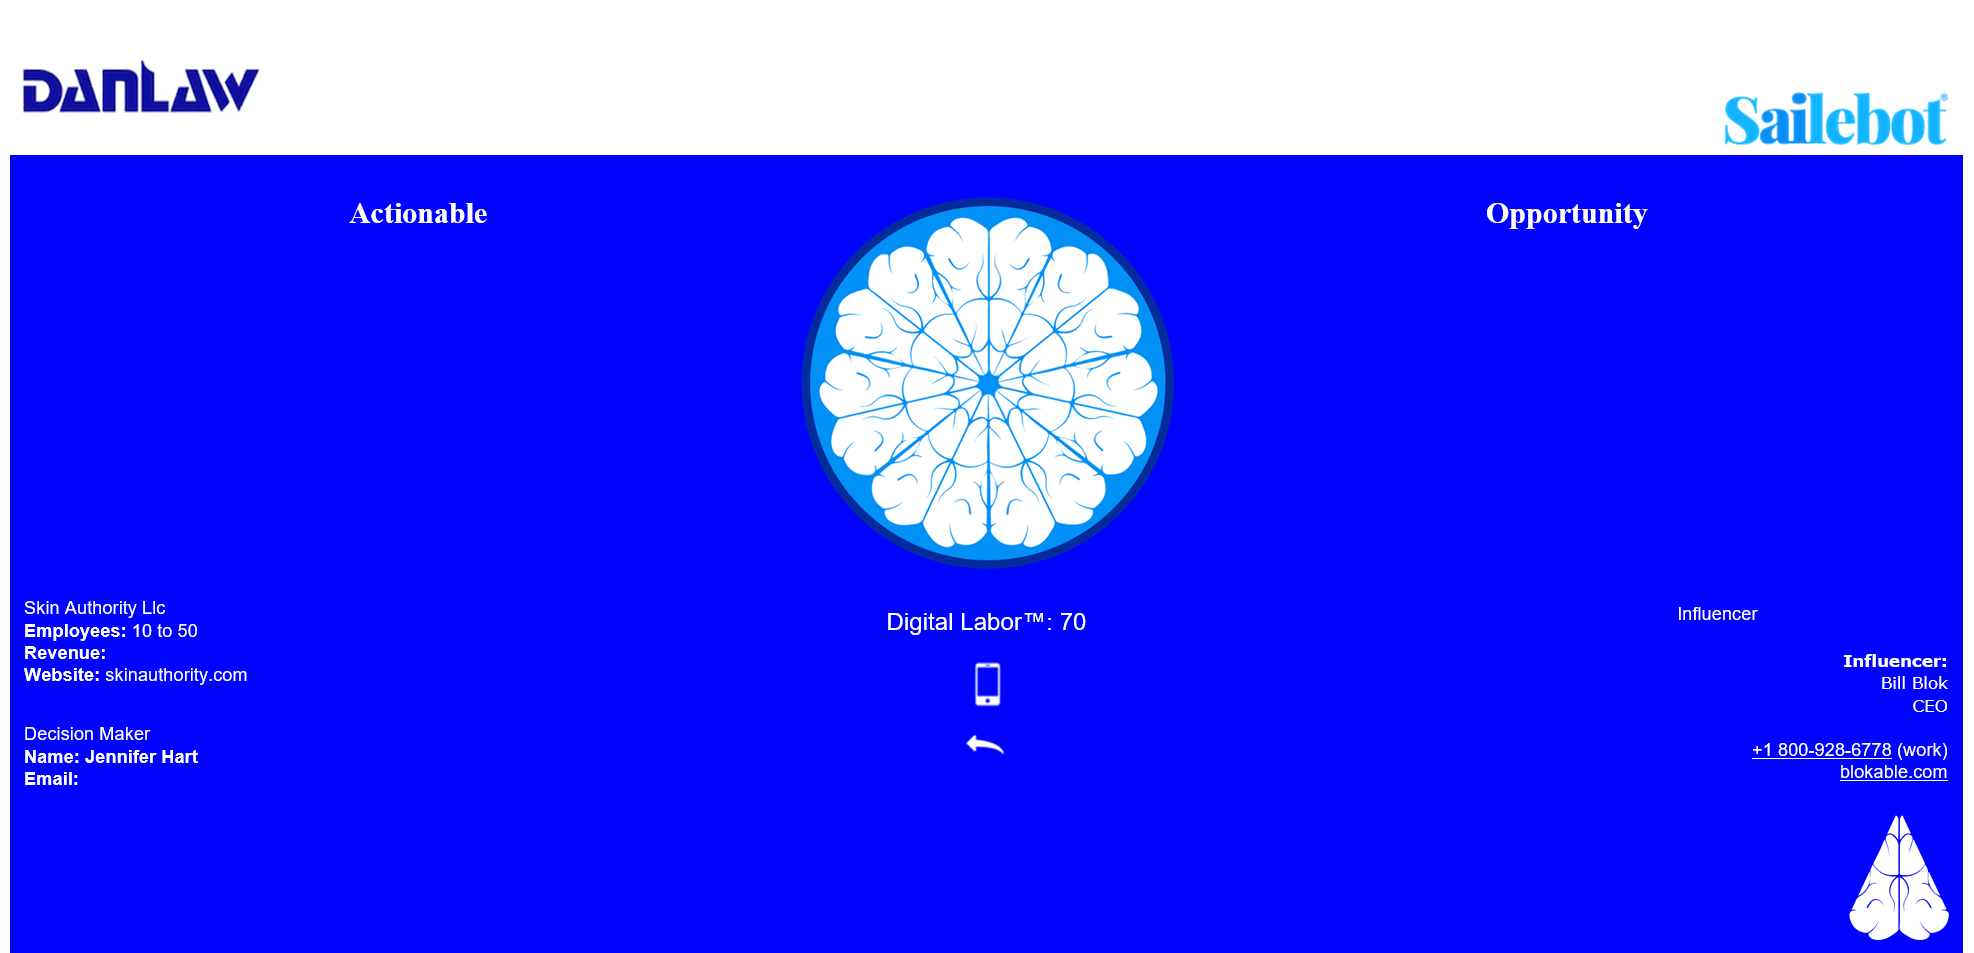 DANLAW
Sailebot®
Actionable
Opportunity
Skin Authority Llc
Employees: 10 to 50
Revenue:
Website: skinauthority.com
Decision Maker
Name: Jennifer Hart
Email:
Digital Labor™: 70
Influencer
Influencer:
Bill Blok
CEO
+1 800-928-6778 (work)
blokable.com